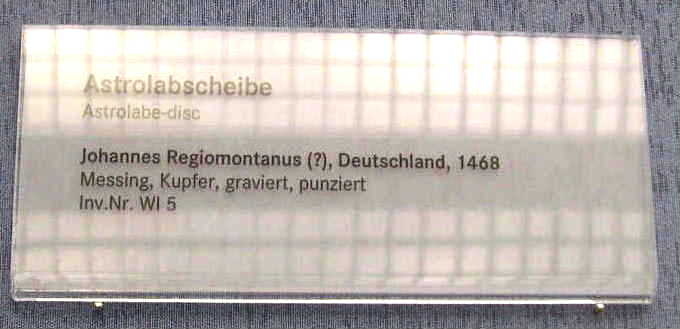 Astrolabscheibe
Astrolabe-disc
Johannes Regiomontanus (?), Deutschland, 1468
Messing, Kupfer, graviert, punziert
Inv.Nr. WI 5